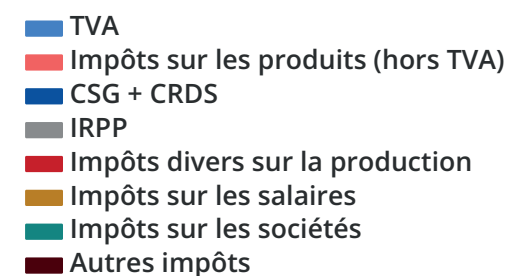 TVA
Impôts sur les produits (hors TVA)
CSG + CRDS
IRPP
Impôts divers sur la production
Impôts sur les salaires
Impôts sur les sociétés
Autres impôts